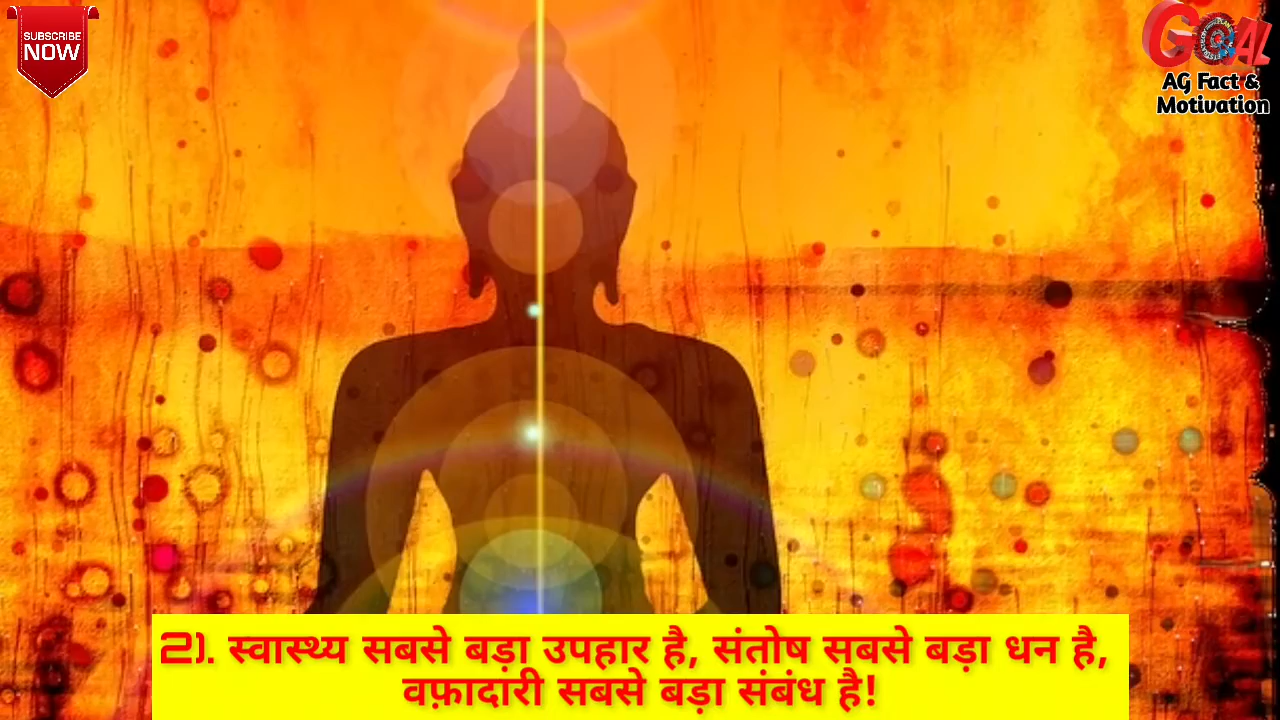 SUBSCRIBE
NOW
GOAL
AG Fact &
Motivation
2). स्वास्थ्य सबसे बड़ा उपहार है, संतोष सबसे बड़ा धन है,
वफ़ादारी सबसे बड़ा संबंध है!